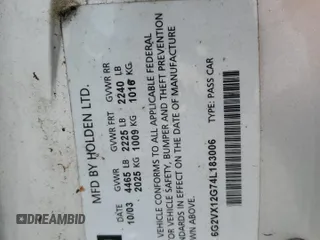 MFD BY HOLDEN LTD.
DATE GVWR GVWR FRT GVWR RR
10/03 4465 LB 2225 LB 2240 LB
2025 KG 1009 KG 1016 KG
VEHICLE CONFORMS TO ALL APPLICABLE FEDERAL
OR VEHICLE SAFETY, BUMPER AND THEFT PREVENTION
NDARDS IN EFFECT ON THE DATE OF MANUFACTURE
WN ABOVE.
6G2VX12G74L183006 TYPE: PASS CAR
DREAMBID